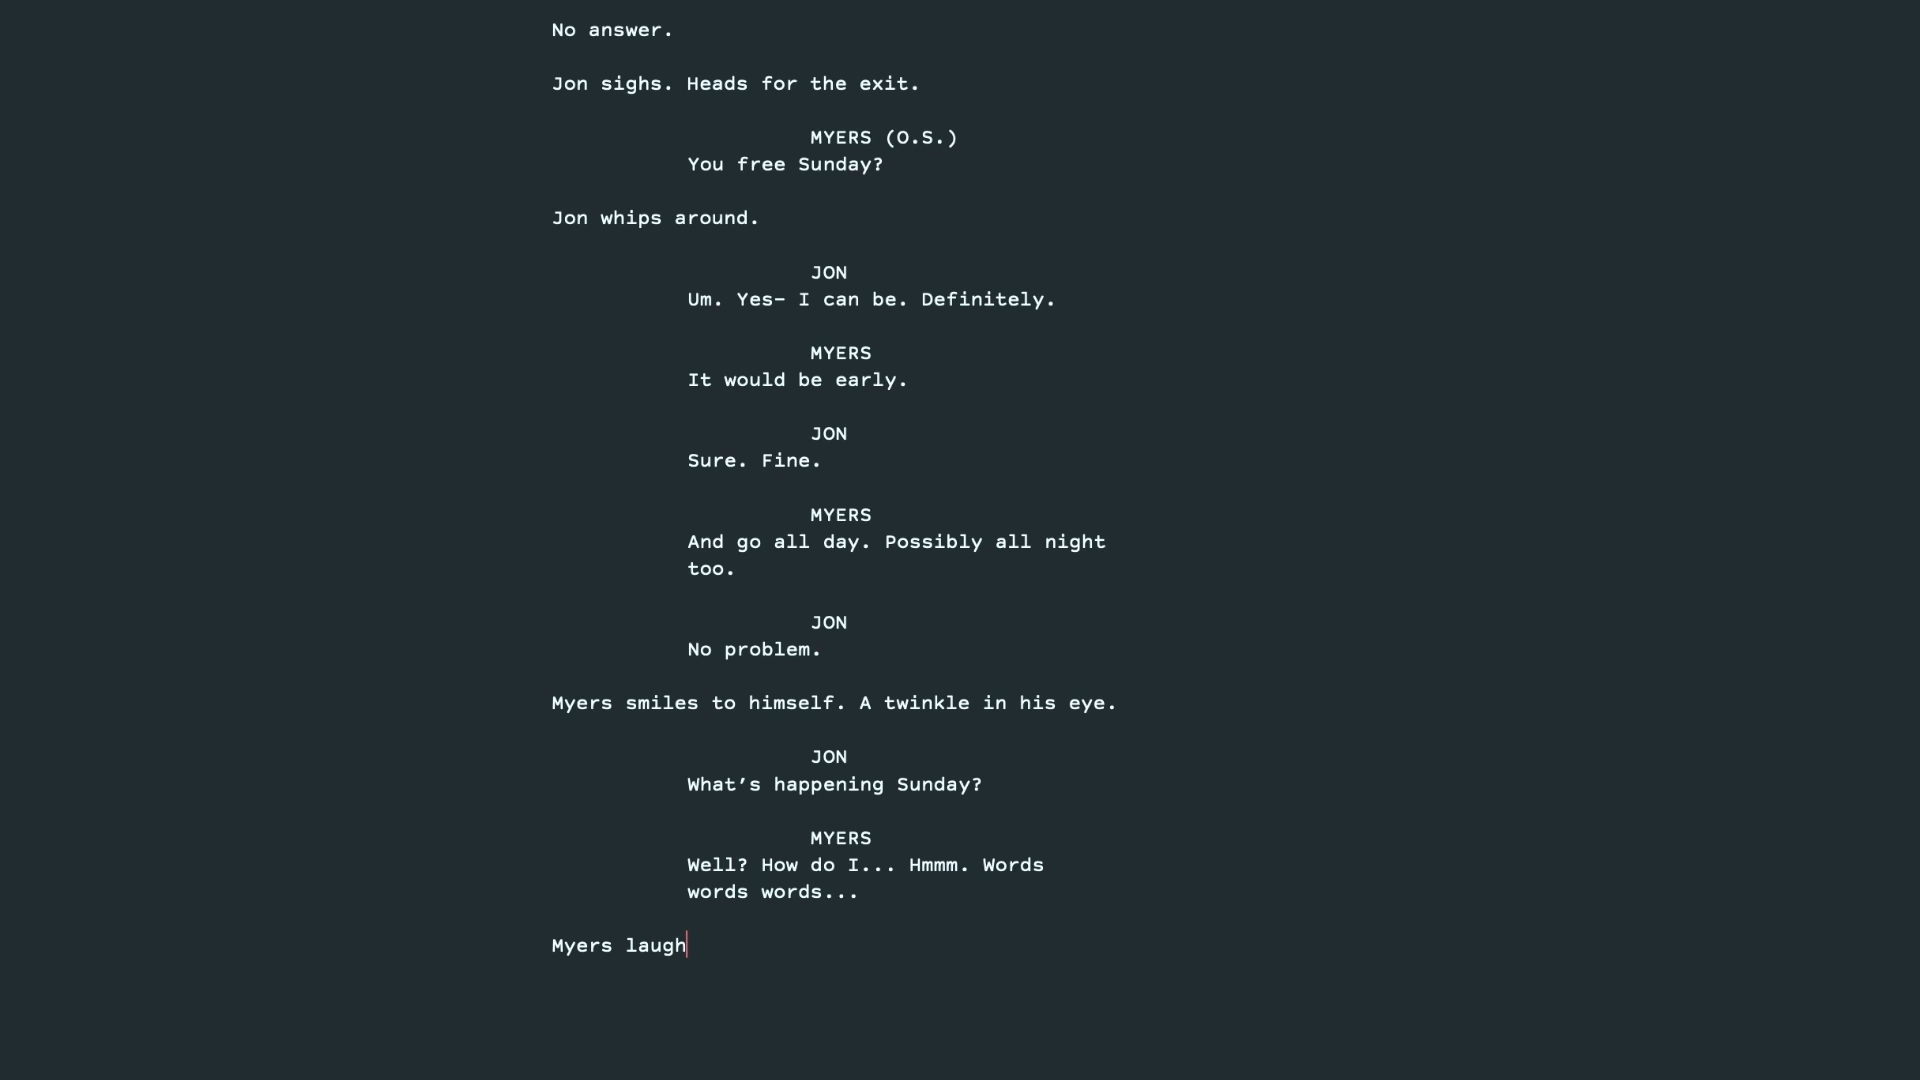 No answer.
Jon sighs. Heads for the exit.
MYERS (O.S.)
You free Sunday?
Jon whips around.
JON
Um. Yes– I can be. Definitely.
MYERS
It would be early.
JON
Sure. Fine.
MYERS
And go all day. Possibly all night
too.
JON
No problem.
Myers smiles to himself. A twinkle in his eye.
JON
What’s happening Sunday?
MYERS
Well? How do I... Hmmm. Words
words words...
Myers laugh